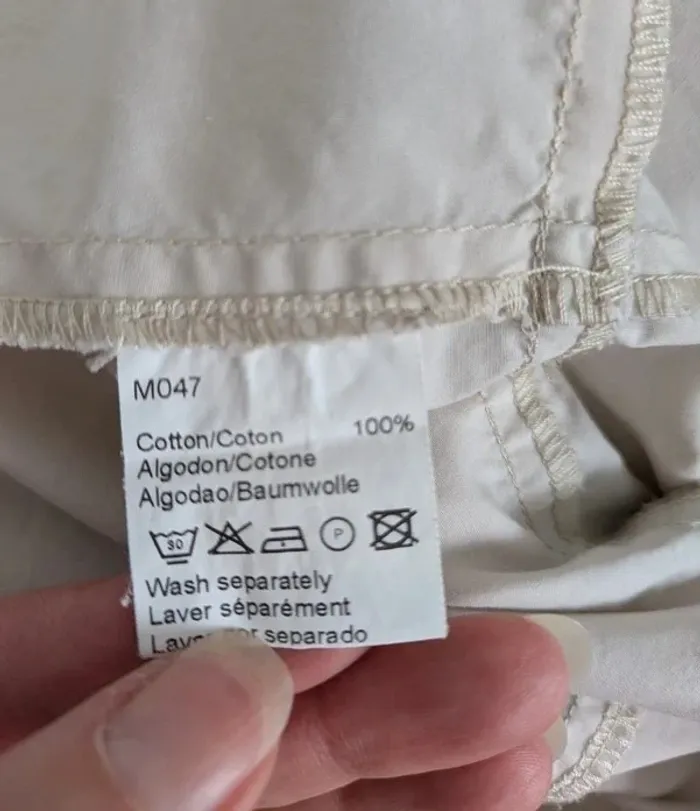 M047
Cotton/Coton 100%
Algodon/Cotone
Algodao/Baumwolle
30 P
Wash separately
Laver séparément
separado